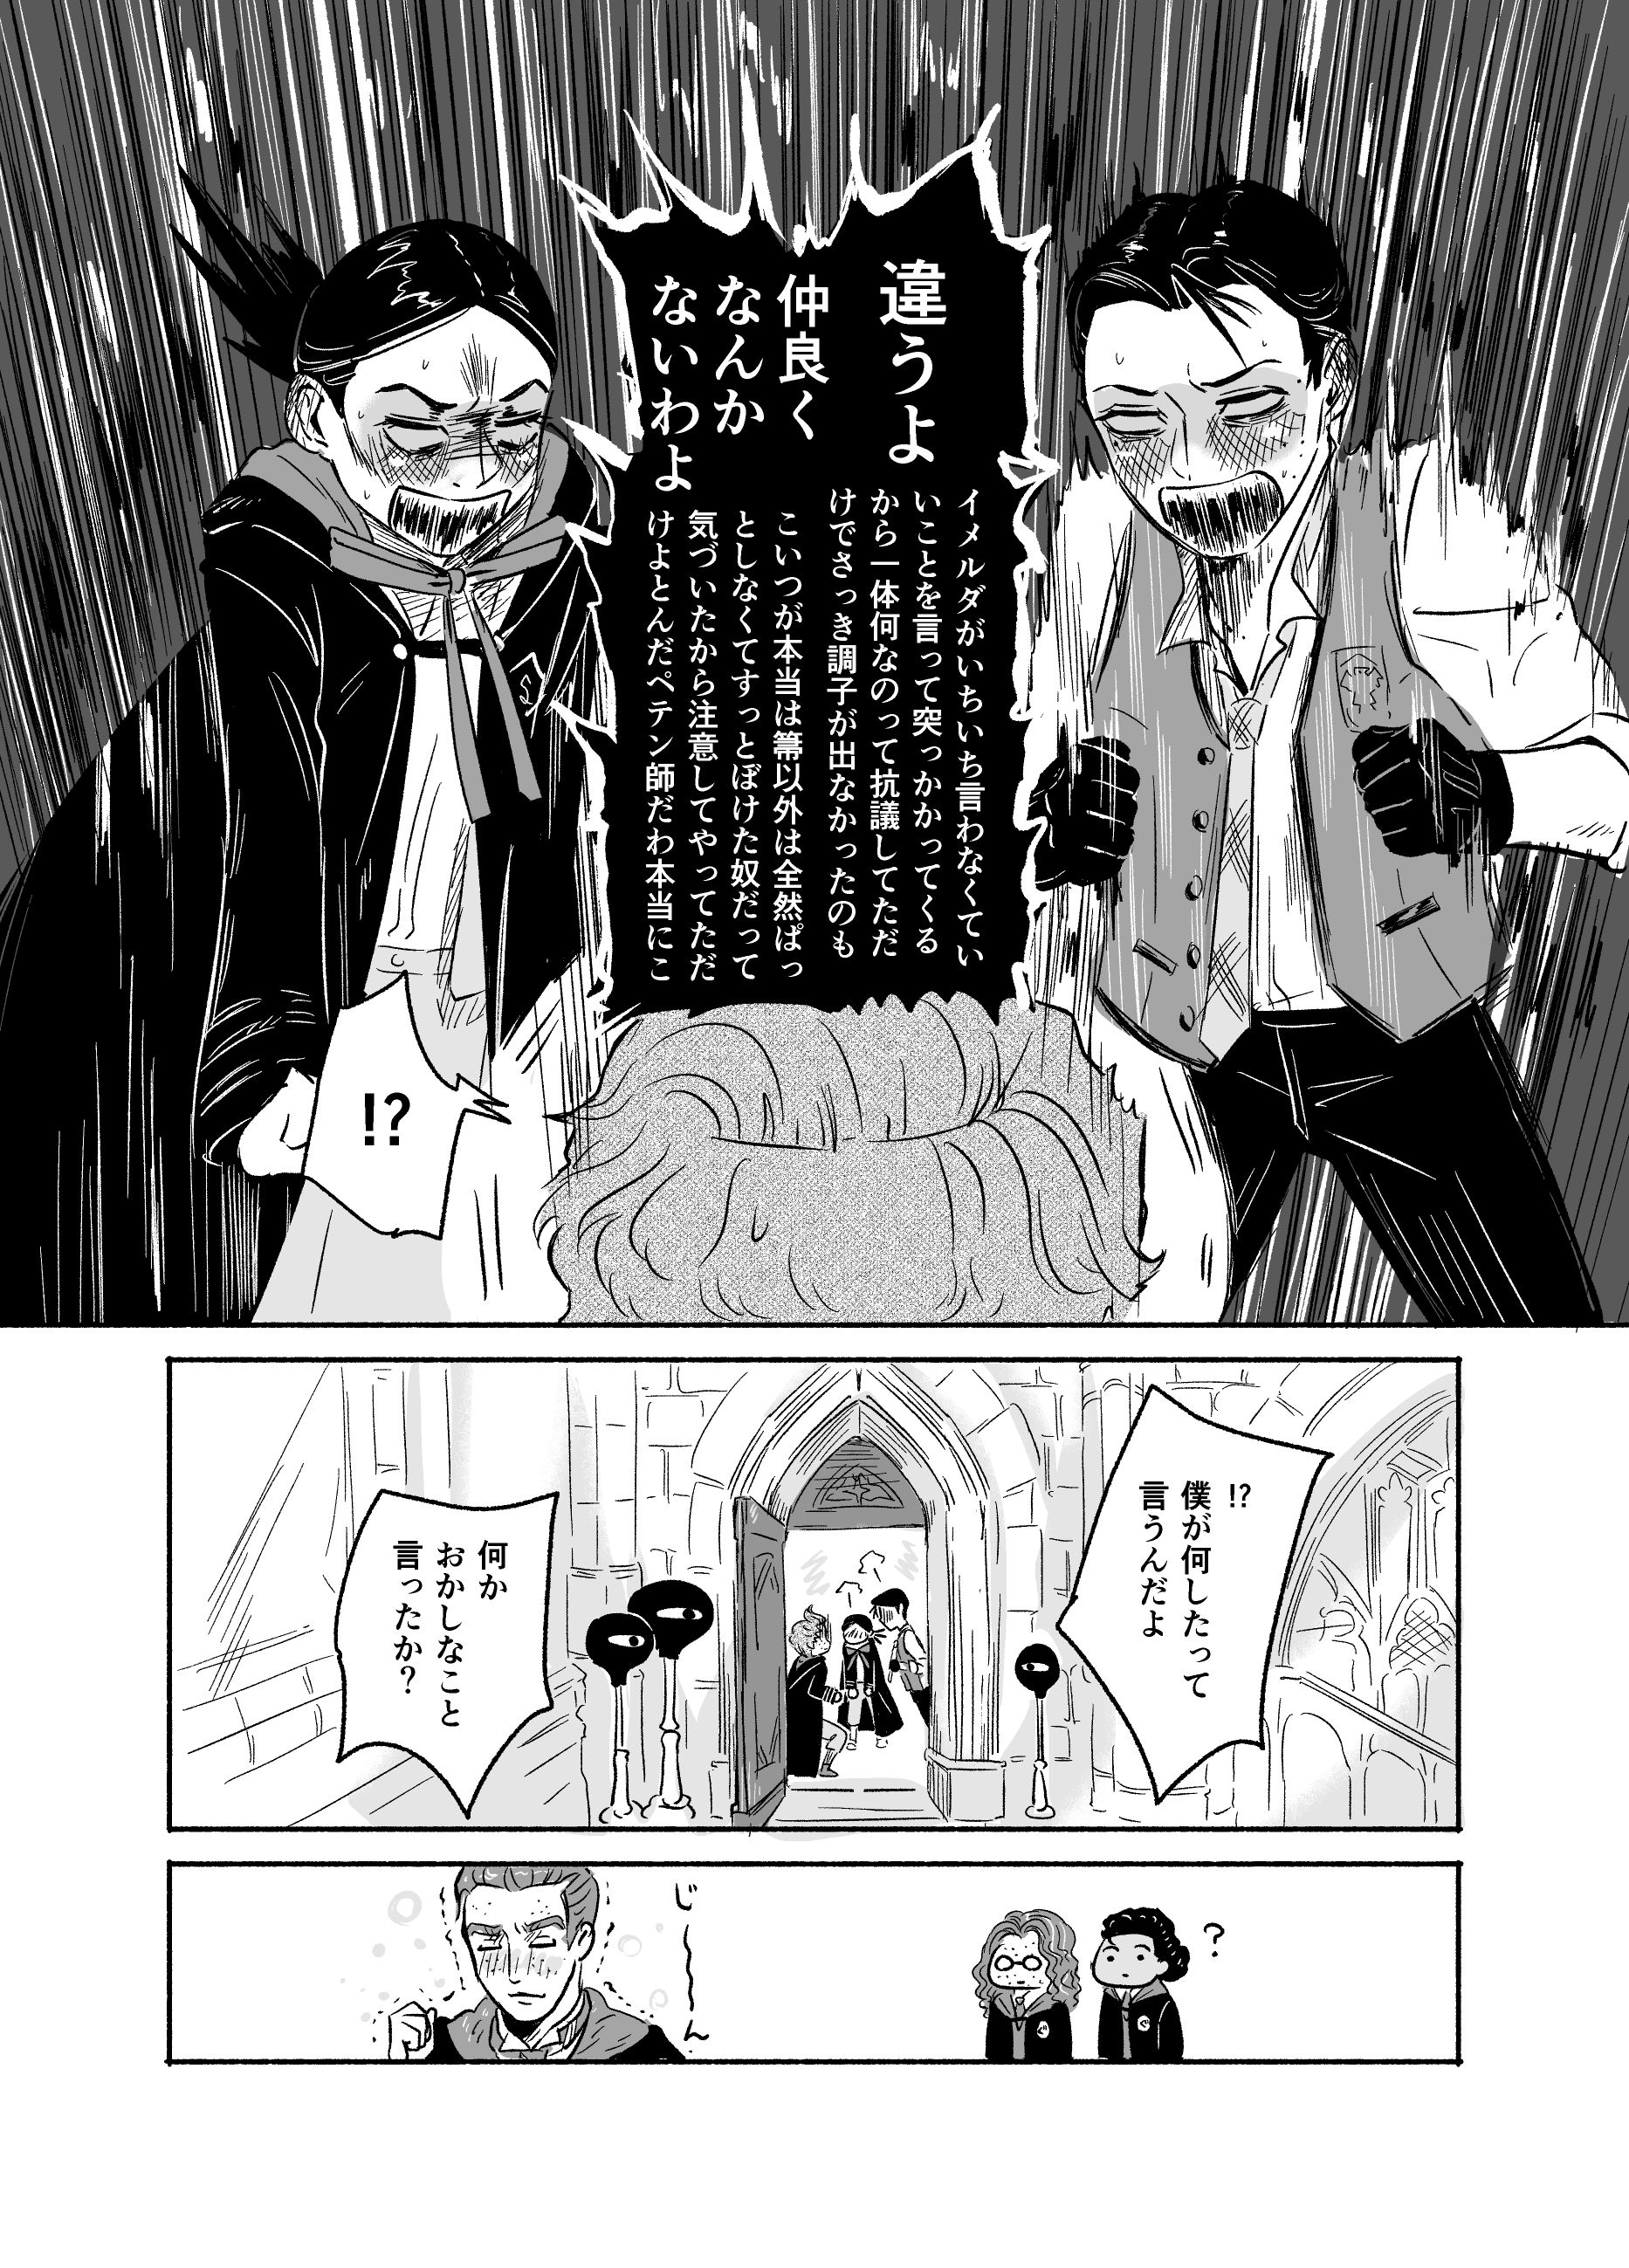 違うよ
イメルダがいちいち言わなくてい
いことを言って突っかかってくる
から一体何なのって抗議してただ
けでさっき調子が出なかったのも
仲良く
なんか
ないわよ
こいつが本当は箒以外は全然ぱっ
としなくてすっとぼけた奴だって
気づいたから注意してやってただ
けよとんだペテン師だわ本当にこ
!?
!?
僕が何したって
言うんだよ
何か
おかしなこと
言ったか？
?
じ〜〜ん